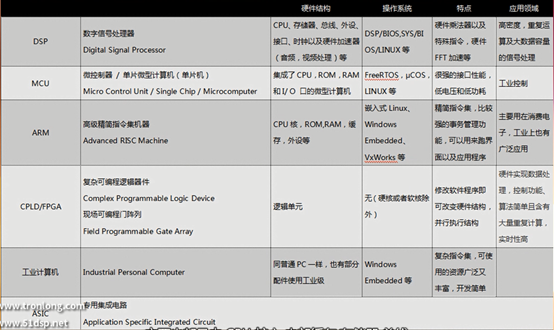 硬件结构 操作系统 特点 应用领域
DSP
数字信号处理器
Digital Signal Processor
CPU、存储器、总线、外设、
接口、时钟以及硬件加速器
（音频，视频处理）等
DSP/BIOS,SYS/BI
OS/LINUX 等
硬件乘法器以及
特殊指令，硬件
FFT 加速等
高密度，重复运
算及大数据容量
的信号处理
MCU
微控制器 / 单片微型计算机（单片机）
Micro Control Unit / Single Chip / Microcomputer
集成了 CPU，ROM，RAM
和 I/ O 口的微型计算机
FreeRTOS，μCOS，
LINUX 等
很强的接口性能，
低电压和低功耗
工业控制
ARM
高级精简指令集机器
Advanced RISC Machine
CPU 核，ROM,RAM，缓
存，外设等
嵌入式 Linux、
Windows
Embedded、
VxWorks 等
精简指令集，比较
强的事务管理功
能，可以用来跑界
面以及应用程序
主要用在消费电
子，工业上也有
广泛应用
CPLD/FPGA
复杂可编程逻辑器件
Complex Programmable Logic Device
现场可编程门阵列
Field Programmable Gate Array
逻辑单元
无（硬核或者软核除
外）
修改软件程序即
可改变硬件结构，
并行执行结构
硬件实现数据处
理，控制功能、
算法简单且含有
大量重复计算，
实时性高
工业计算机
Industrial Personal Computer
同普通 PC 一样，也有部分
配件使用工业级
Windows
Embedded 等
复杂指令集，可使
用的资源广泛又
丰富，开发简单
www.tronlong.com
www.51dsp.net
ASIC
专用集成电路
Application Specific Integrated Circuit